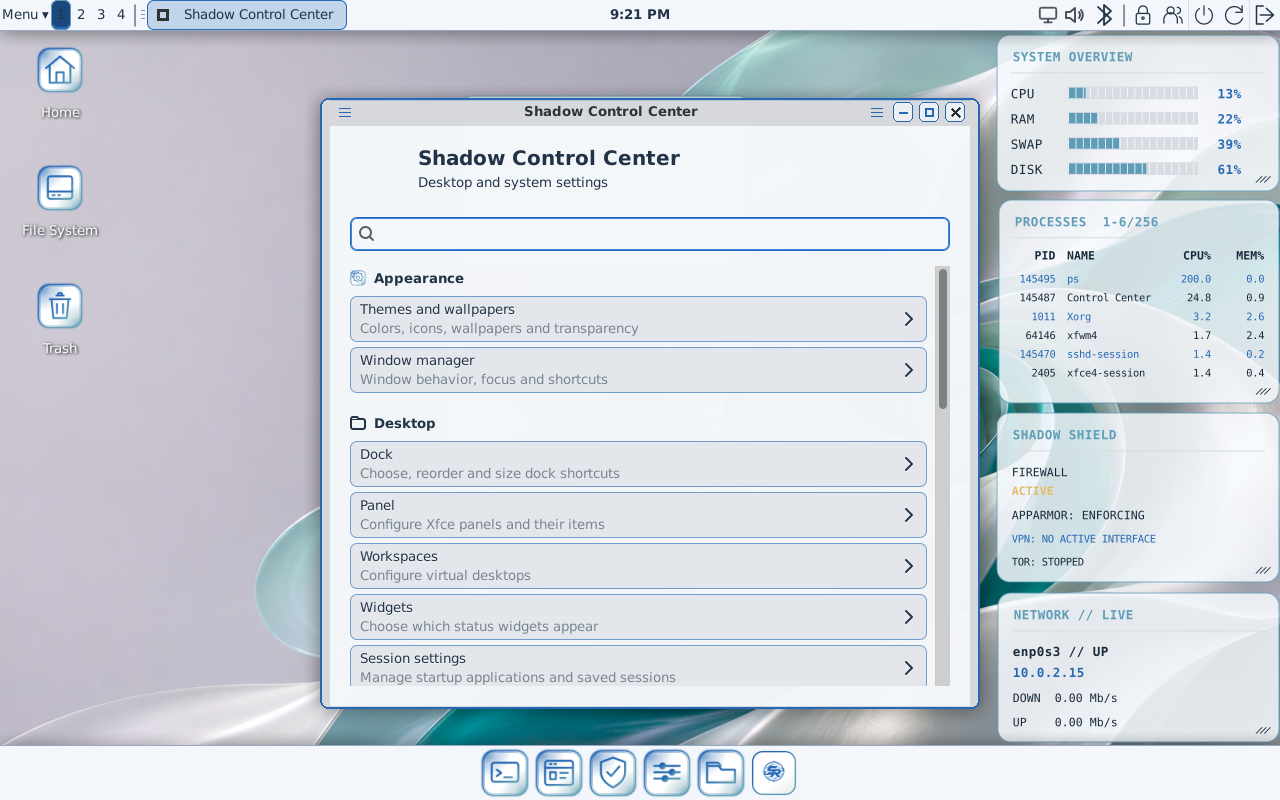 Menu ▾ 1 2 3 4 Shadow Control Center 9:21 PM
Home
File System
Trash
Shadow Control Center
Shadow Control Center
Desktop and system settings
Appearance
Themes and wallpapers
Colors, icons, wallpapers and transparency
Window manager
Window behavior, focus and shortcuts
Desktop
Dock
Choose, reorder and size dock shortcuts
Panel
Configure Xfce panels and their items
Workspaces
Configure virtual desktops
Widgets
Choose which status widgets appear
Session settings
Manage startup applications and saved sessions
SYSTEM OVERVIEW
CPU 13%
RAM 22%
SWAP 39%
DISK 61%
PROCESSES 1-6/256
PID NAME CPU% MEM%
145495 ps 200.0 0.0
145487 Control Center 24.8 0.9
1011 Xorg 3.2 2.6
64146 xfwm4 1.7 2.4
145470 sshd-session 1.4 0.2
2405 xfce4-session 1.4 0.4
SHADOW SHIELD
FIREWALL
ACTIVE
APPARMOR: ENFORCING
VPN: NO ACTIVE INTERFACE
TOR: STOPPED
NETWORK // LIVE
enp0s3 // UP
10.0.2.15
DOWN 0.00 Mb/s
UP 0.00 Mb/s